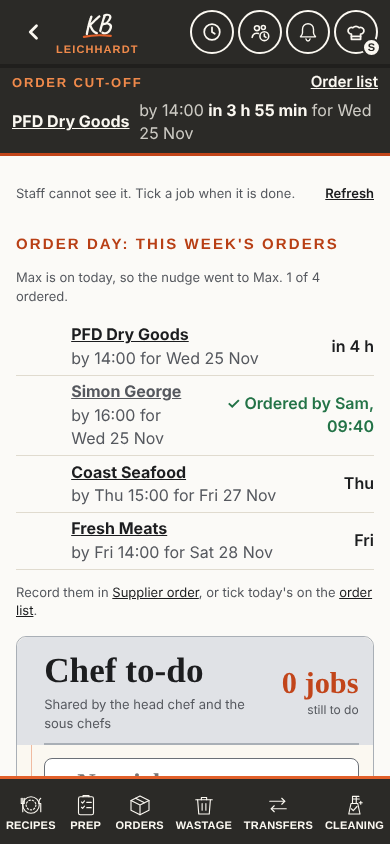 KB
LEICHHARDT
S
ORDER CUT-OFF
Order list
PFD Dry Goods
by 14:00 in 3 h 55 min for Wed
25 Nov
Staff cannot see it. Tick a job when it is done.
Refresh
ORDER DAY: THIS WEEK'S ORDERS
Max is on today, so the nudge went to Max. 1 of 4
ordered.
PFD Dry Goods
by 14:00 for Wed 25 Nov
in 4 h
Simon George
by 16:00 for
Wed 25 Nov
✓ Ordered by Sam,
09:40
Coast Seafood
by Thu 15:00 for Fri 27 Nov
Thu
Fresh Meats
by Fri 14:00 for Sat 28 Nov
Fri
Record them in Supplier order, or tick today's on the order
list.
Chef to-do
0 jobs
Shared by the head chef and the
sous chefs
still to do
RECIPES
PREP
ORDERS
WASTAGE
TRANSFERS
CLEANING